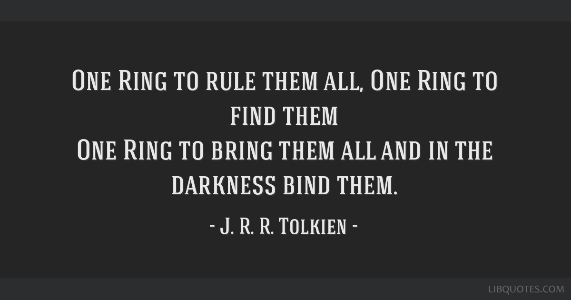 One Ring to rule them all, One Ring to
find them
One Ring to bring them all and in the
darkness bind them.
- J. R. R. Tolkien -
LIBQUOTES.COM